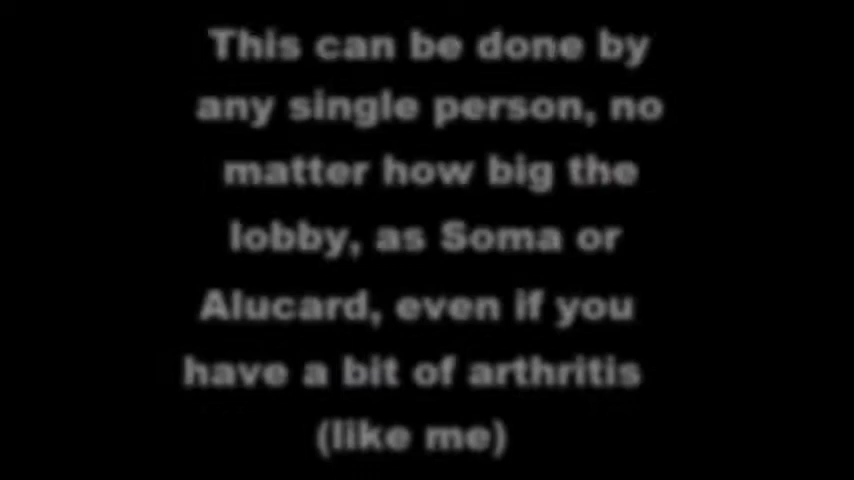 This can be done by
any single person, no
matter how big the
lobby, as Soma or
Alucard, even if you
have a bit of arthritis
(like me)